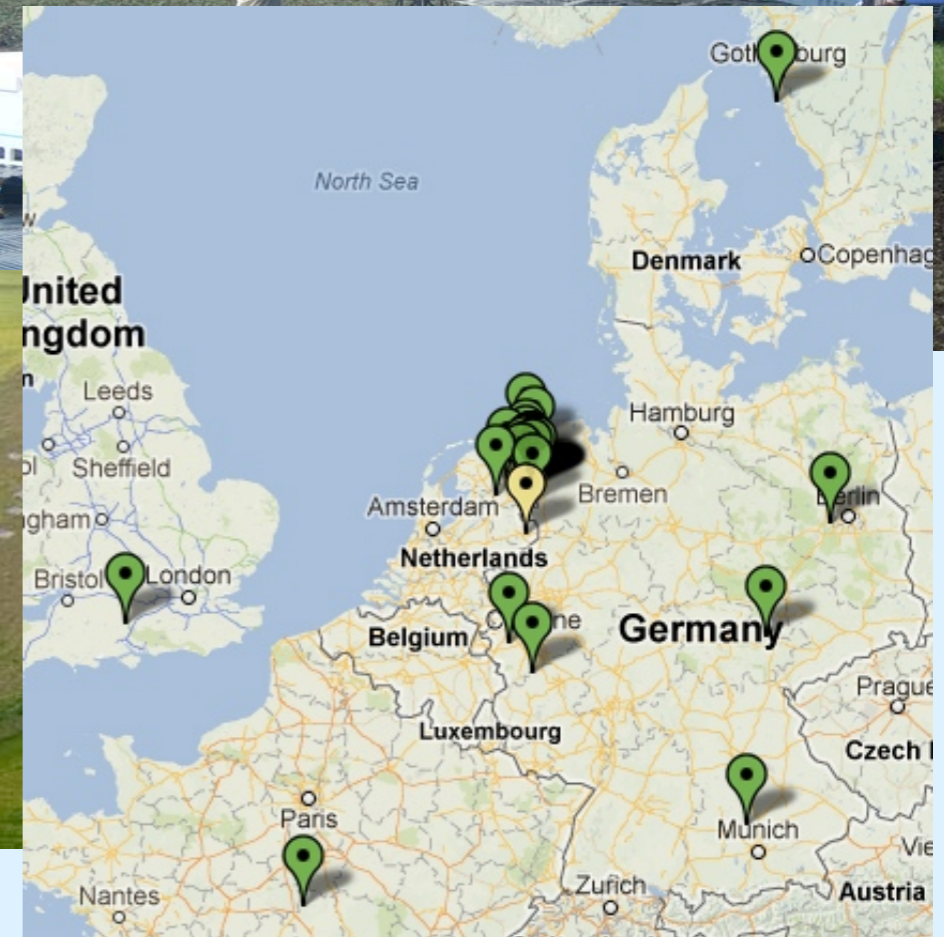 Gothenburg
North Sea
Denmark
Copenhag
United
ngdom
Leeds
Hamburg
Sheffield
Bremen
Berlin
Amsterdam
gham
Netherlands
Bristol
London
Belgium
Germany
Prague
Luxembourg
Czech
Paris
Munich
Vie
Zurich
Nantes
Austria